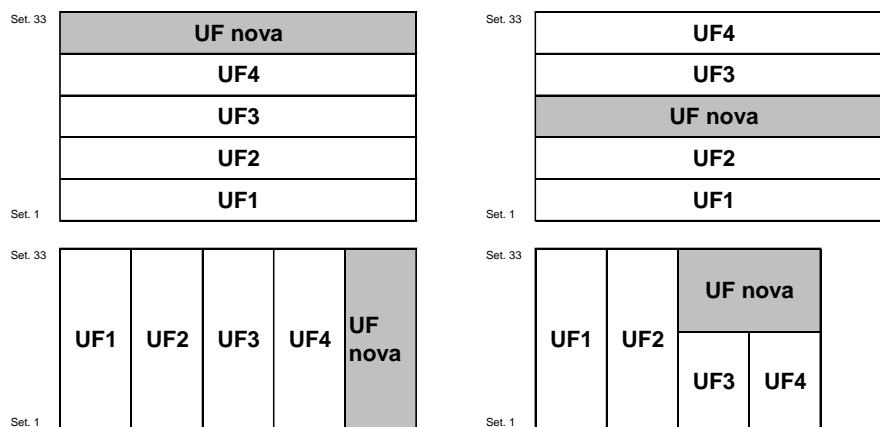 Set. 33
UF nova
UF4
UF3
UF2
UF1
Set. 1
Set. 33
UF4
UF3
UF nova
UF2
UF1
Set. 1
Set. 33
UF1 UF2 UF3 UF4 UF
nova
Set. 1
Set. 33
UF nova
UF1 UF2
UF3 UF4
Set. 1